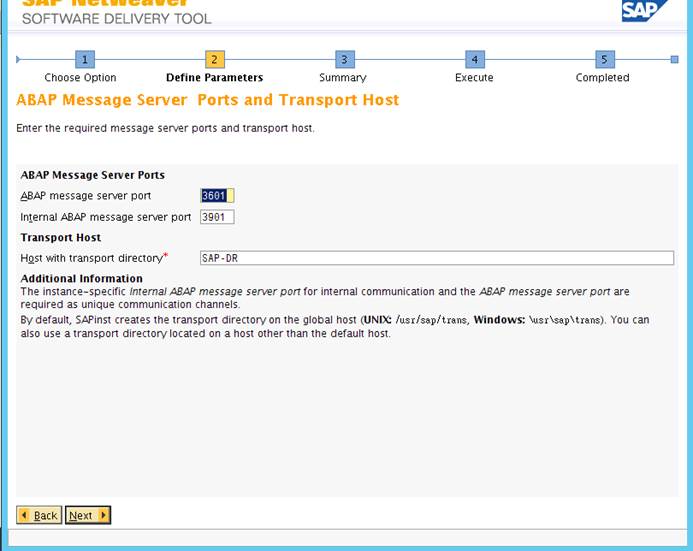 SAP NetWeaver
SOFTWARE DELIVERY TOOL
SAP
1 2 3 4 5
Choose Option Define Parameters Summary Execute Completed
ABAP Message Server Ports and Transport Host
Enter the required message server ports and transport host.
ABAP Message Server Ports
ABAP message server port 3601
Internal ABAP message server port 3901
Transport Host
Host with transport directory* SAP-DR
Additional Information
The instance-specific Internal ABAP message server port for internal communication and the ABAP message server port are
required as unique communication channels.
By default, SAPinst creates the transport directory on the global host (UNIX: /usr/sap/trans, Windows: \usr\sap\trans). You can
also use a transport directory located on a host other than the default host.
Back Next